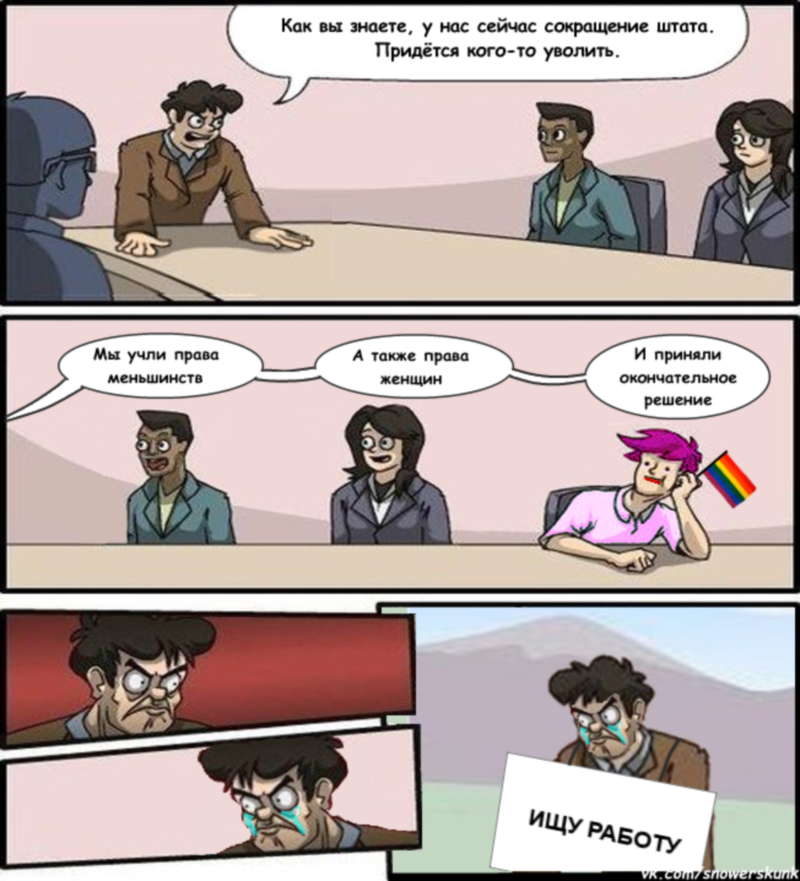 Как вы знаете, у нас сейчас сокращение штата.
Придётся кого-то уволить.
Мы учли права
меньшинств
А также права
женщин
И приняли
окончательное
решение
ИЩУ РАБОТУ
vk.com/snowerskunk